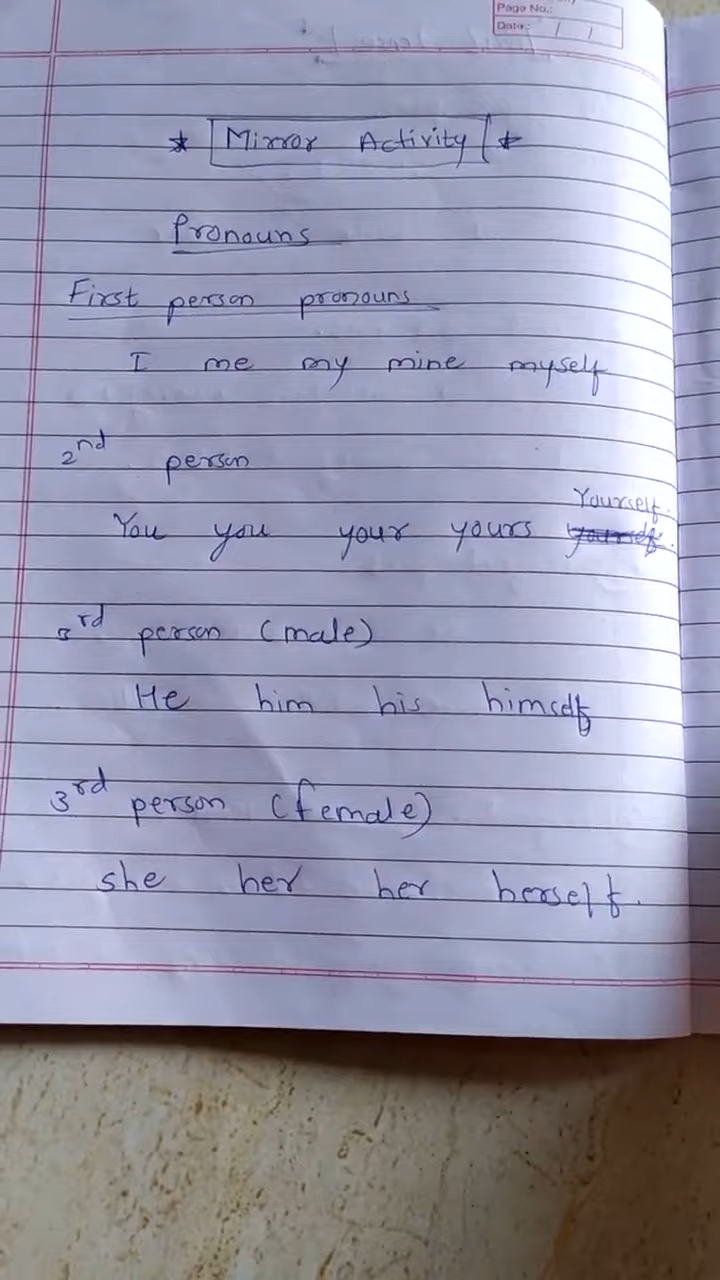 Page No.:
Date: / /
* Mirror Activity *
Pronouns
First person pronouns
I me my mine myself
2nd person
Yourself.
You you your yours yourself.
3rd person (male)
He him his himself
3rd person (female)
she her her herself.